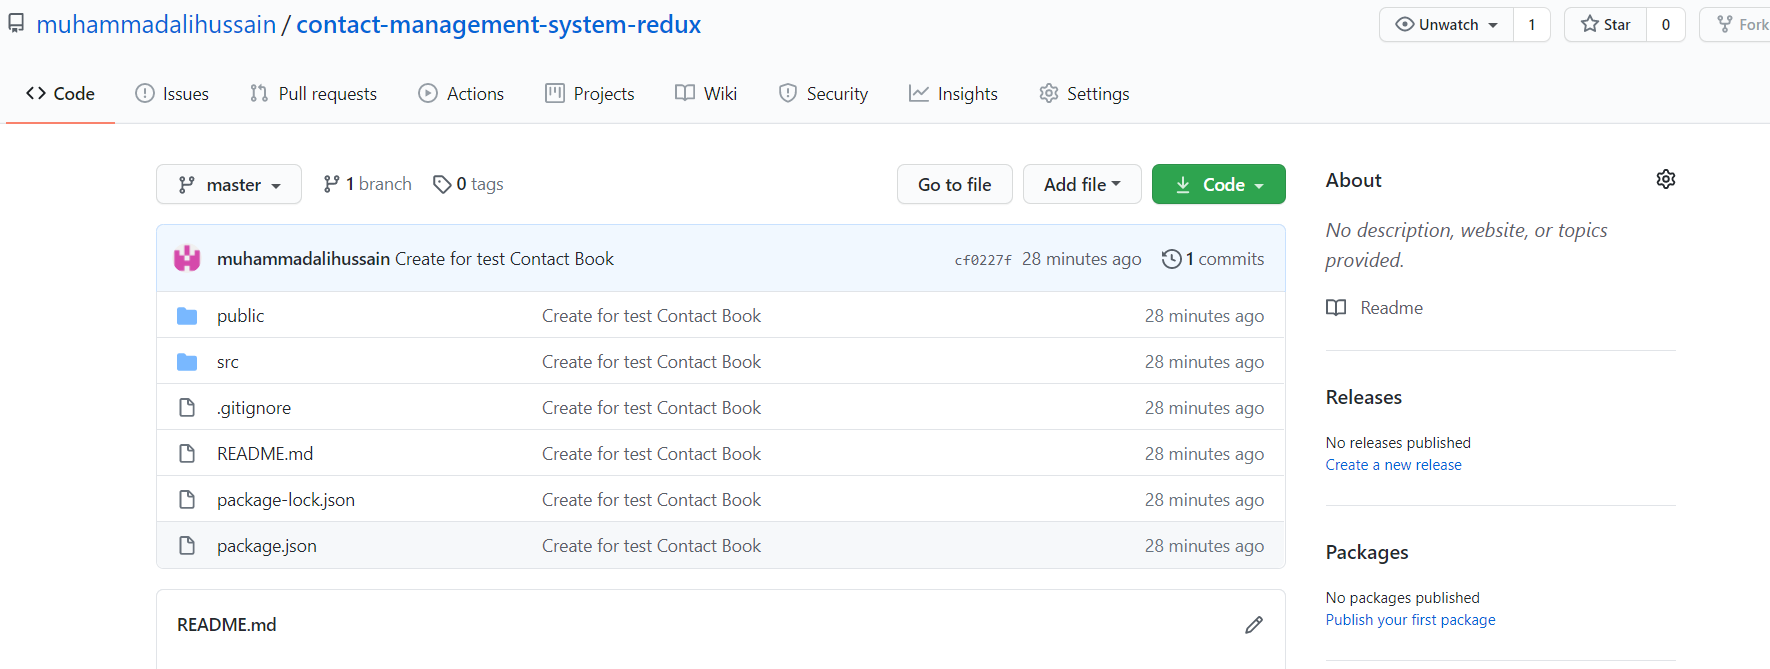 muhammadalihussain / contact-management-system-redux
Unwatch 1 Star 0 Fork
Code Issues Pull requests Actions Projects Wiki Security Insights Settings
master 1 branch 0 tags Go to file Add file Code
muhammadalihussain Create for test Contact Book cf0227f 28 minutes ago 1 commits
public Create for test Contact Book 28 minutes ago
src Create for test Contact Book 28 minutes ago
.gitignore Create for test Contact Book 28 minutes ago
README.md Create for test Contact Book 28 minutes ago
package-lock.json Create for test Contact Book 28 minutes ago
package.json Create for test Contact Book 28 minutes ago
README.md
About
No description, website, or topics
provided.
Readme
Releases
No releases published
Create a new release
Packages
No packages published
Publish your first package